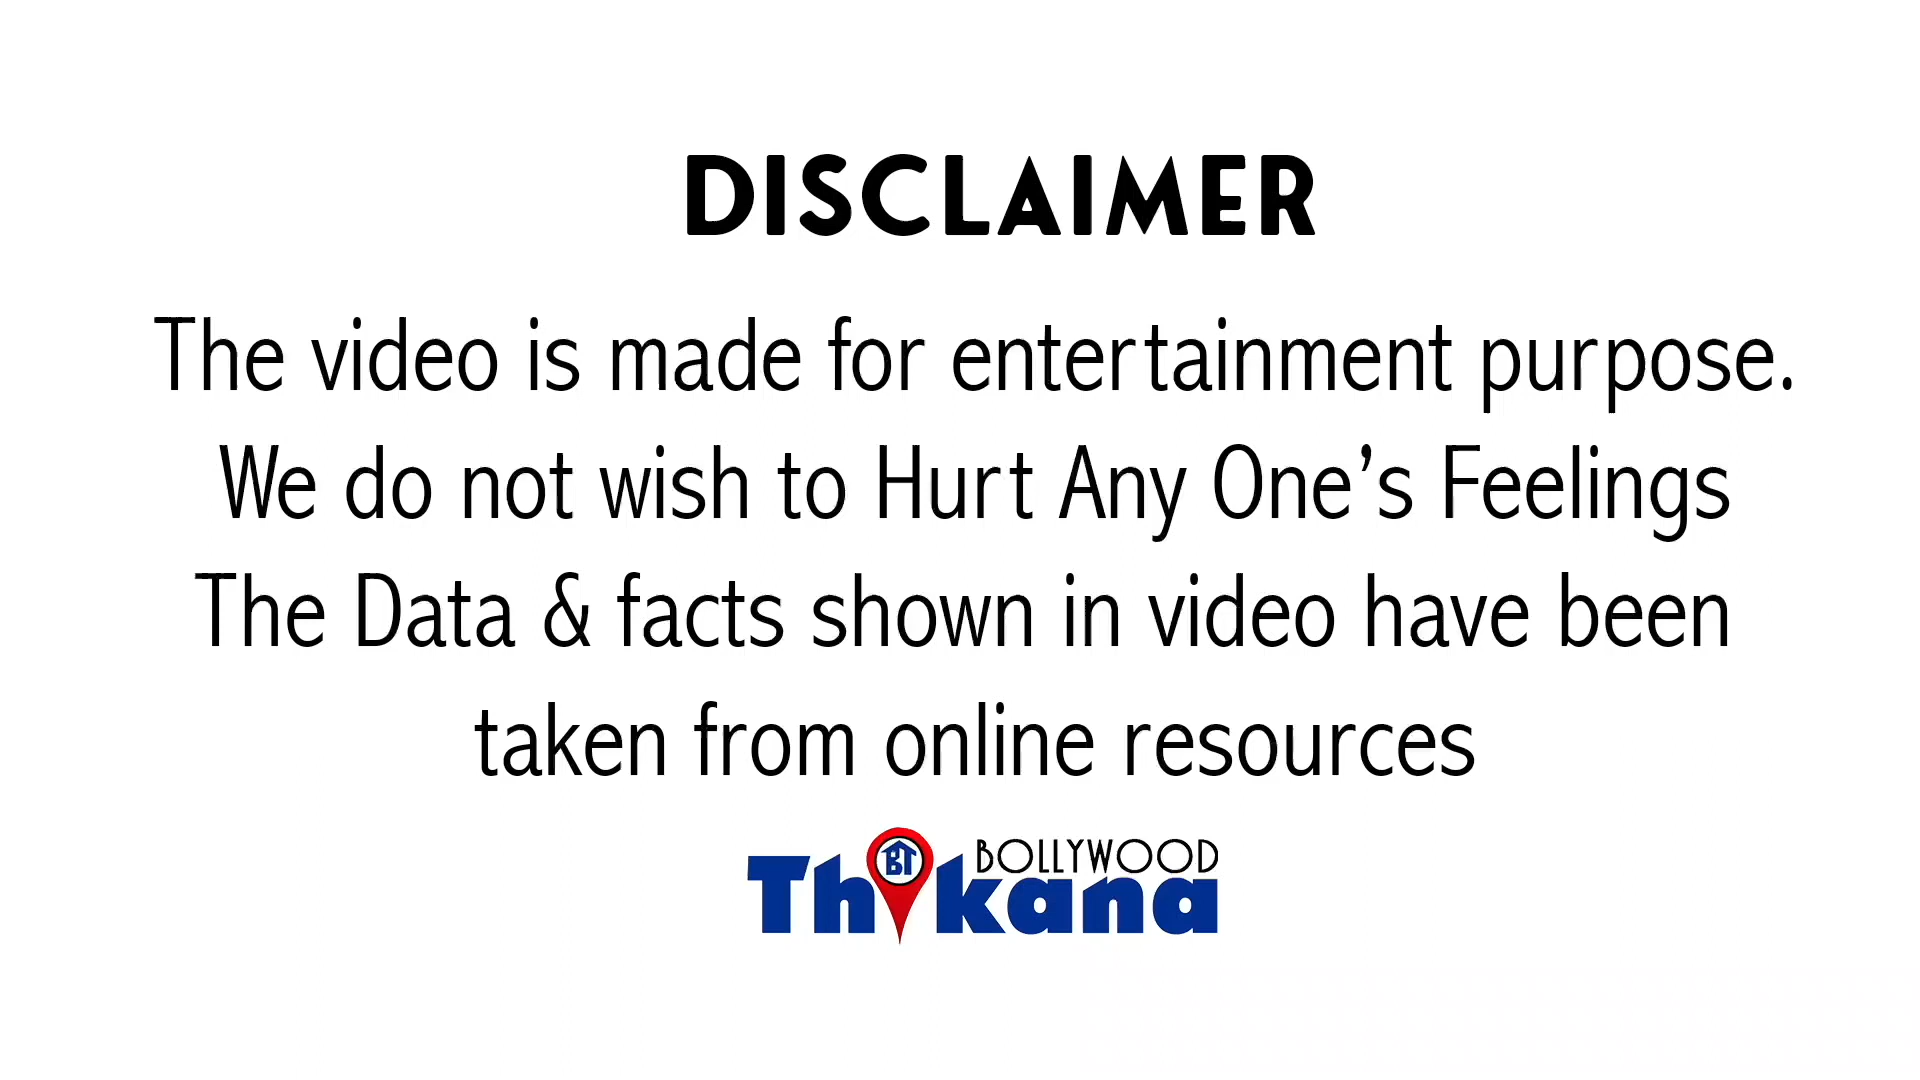 DISCLAIMER
The video is made for entertainment purpose.
We do not wish to Hurt Any One’s Feelings
The Data & facts shown in video have been
taken from online resources
BT
BOLLYWOOD
Thikana